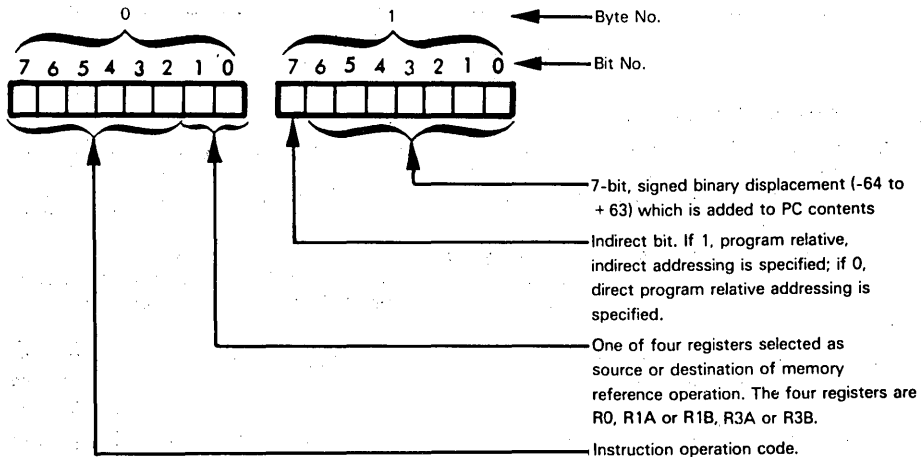 0 1 Byte No.
7 6 5 4 3 2 1 0 7 6 5 4 3 2 1 0 Bit No.
7-bit, signed binary displacement (-64 to
+ 63) which is added to PC contents
Indirect bit. If 1, program relative,
indirect addressing is specified; if 0,
direct program relative addressing is
specified.
One of four registers selected as
source or destination of memory
reference operation. The four registers are
R0, R1A or R1B, R3A or R3B.
Instruction operation code.